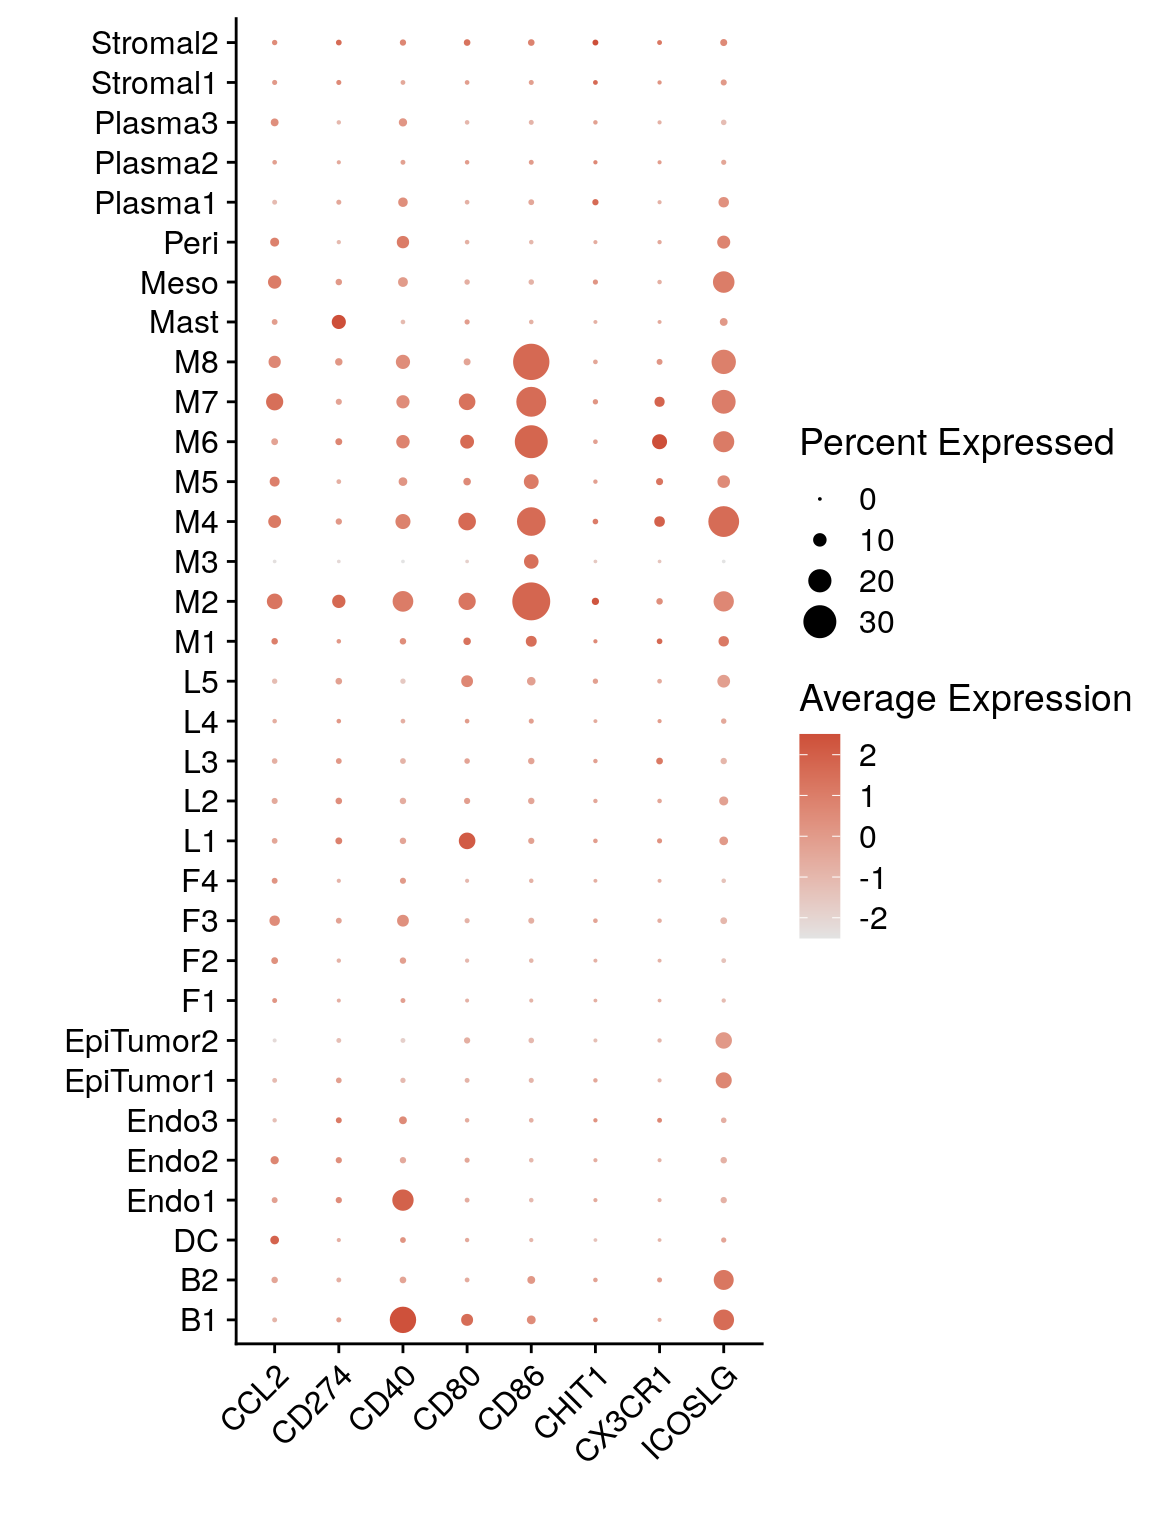 Stromal2
Stromal1
Plasma3
Plasma2
Plasma1
Peri
Meso
Mast
M8
M7
M6
M5
M4
M3
M2
M1
L5
L4
L3
L2
L1
F4
F3
F2
F1
EpiTumor2
EpiTumor1
Endo3
Endo2
Endo1
DC
B2
B1
CCL2
CD274
CD40
CD80
CD86
CHIT1
CX3CR1
ICOSLG
Percent Expressed
0
10
20
30
Average Expression
2
1
0
-1
-2